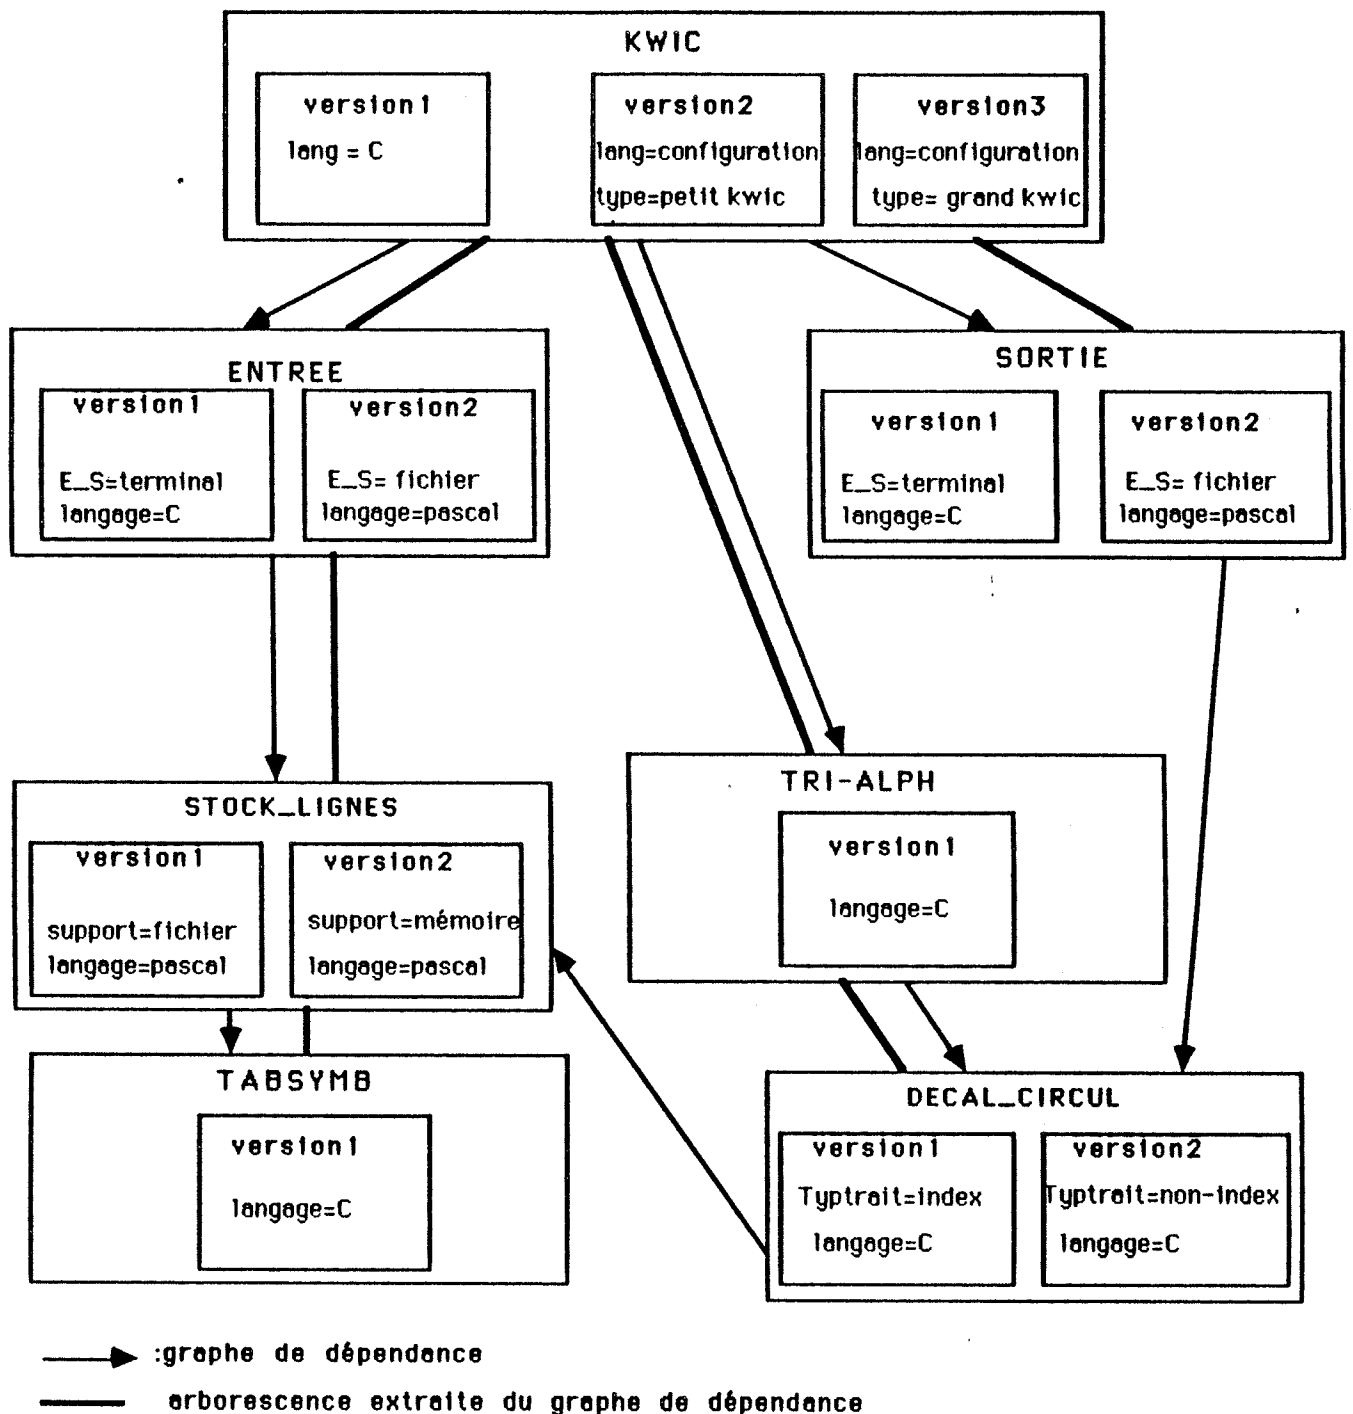 KWIC
version1
lang = C
version2
lang=configuration
type=petit kwic
version3
lang=configuration
type= grand kwic
ENTREE
version1
E_S=terminal
langage=C
version2
E_S= fichier
langage=pascal
SORTIE
version1
E_S=terminal
langage=C
version2
E_S= fichier
langage=pascal
STOCK_LIGNES
version1
support=fichier
langage=pascal
version2
support=mémoire
langage=pascal
TRI-ALPH
version1
langage=C
TABSYMB
version1
langage=C
DECAL_CIRCUL
version1
Typtrait=index
langage=C
version2
Typtrait=non-index
langage=C
:graphe de dépendance
arborescence extraite du graphe de dépendance